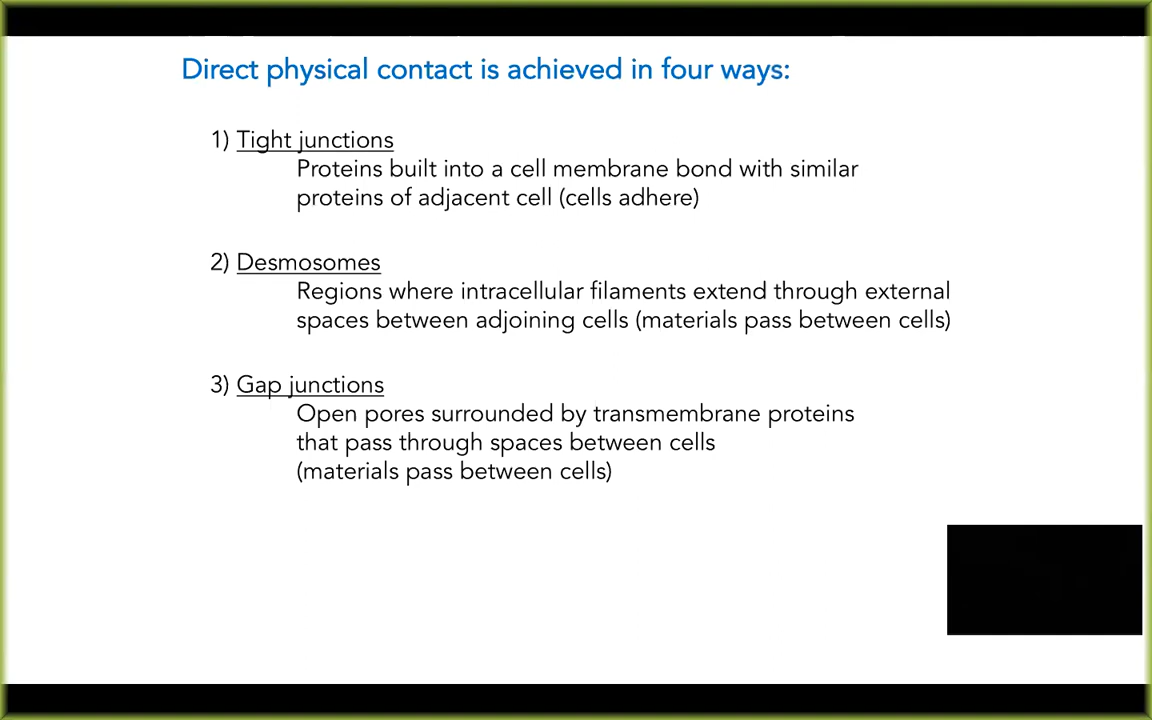 Direct physical contact is achieved in four ways:
1) Tight junctions
Proteins built into a cell membrane bond with similar
proteins of adjacent cell (cells adhere)
2) Desmosomes
Regions where intracellular filaments extend through external
spaces between adjoining cells (materials pass between cells)
3) Gap junctions
Open pores surrounded by transmembrane proteins
that pass through spaces between cells
(materials pass between cells)